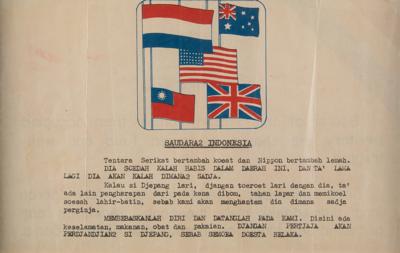 SAUDARA2 INDONESIA
Tentara Serikat bertambah koeat dan Nippon bertambah lemah.
DIA SOEDAH KALAH HABIS DALAM DAERAH INI, DAN TA' LAMA
LAGI DIA AKAN KALAH DIMANA2 SADJA.
Kalau si Djepang lari, djangan toeroet lari dengan dia, ta'
ada lain pengharapan dari pada kena dibom, tahan lapar dan memikoel
soesah lahir-batin, sebab kami akan menghantam dia dimana sadja
perginja.
MEMBEBASKANLAH DIRI DAN DATANGLAH PADA KAMI. Disini ada
keselamatan, makanan, obat dan pakaian. DJANGAN PERTJAJA AKAN
PERDJANDJIAN2 SI DJEPANG, SEBAB SEMOEA DOESTA BELAKA.